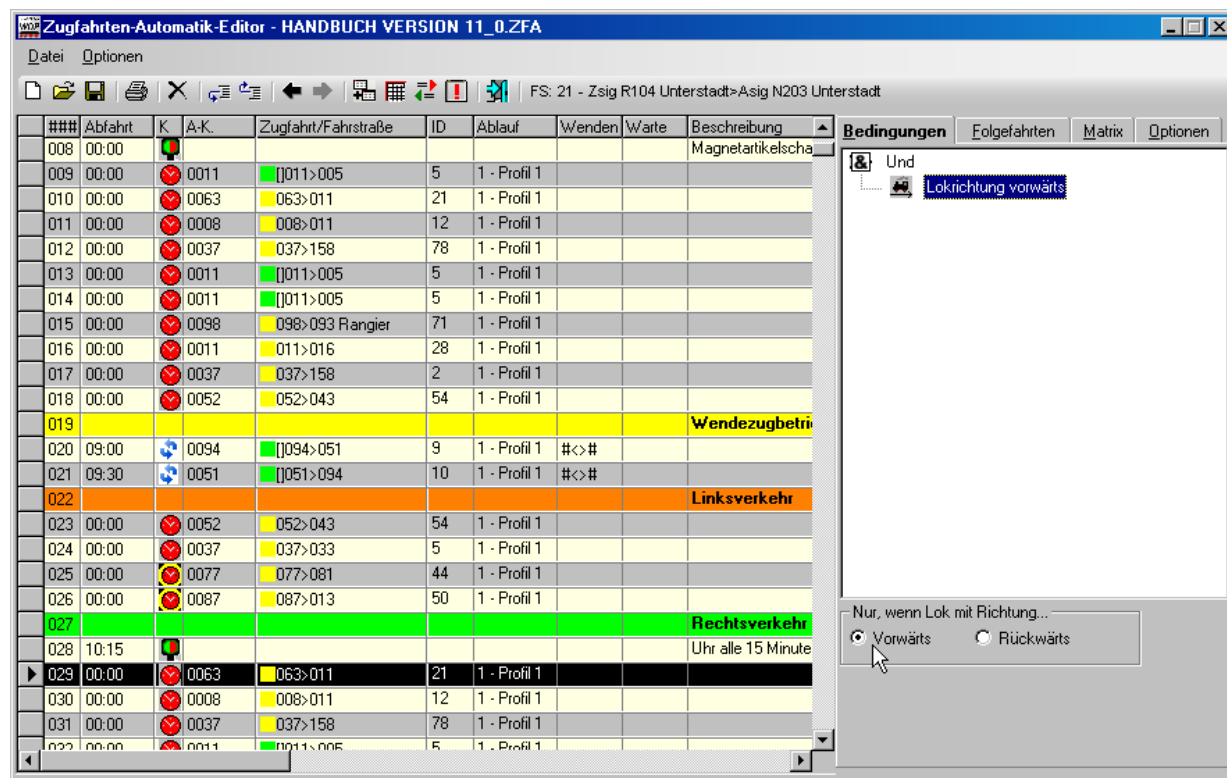 Zugfahrten-Automatik-Editor - HANDBUCH VERSION 11_0.ZFA
Datei Optionen
FS: 21 - Zsig R104 Unterstadt>Asig N203 Unterstadt
### Abfahrt K A-K. Zugfahrt/Fahrstraße ID Ablauf Wenden Warte Beschreibung
008 00:00 Magnetartikelscha
009 00:00 0011 []011>005 5 1 - Profil 1
010 00:00 0063 063>011 21 1 - Profil 1
011 00:00 0008 008>011 12 1 - Profil 1
012 00:00 0037 037>158 78 1 - Profil 1
013 00:00 0011 []011>005 5 1 - Profil 1
014 00:00 0011 []011>005 5 1 - Profil 1
015 00:00 0098 098>093 Rangier 71 1 - Profil 1
016 00:00 0011 011>016 28 1 - Profil 1
017 00:00 0037 037>158 2 1 - Profil 1
018 00:00 0052 052>043 54 1 - Profil 1
019 Wendezugbetri
020 09:00 0094 []094>051 9 1 - Profil 1 #<>#
021 09:30 0051 []051>094 10 1 - Profil 1 #<>#
022 Linksverkehr
023 00:00 0052 052>043 54 1 - Profil 1
024 00:00 0037 037>033 5 1 - Profil 1
025 00:00 0077 077>081 44 1 - Profil 1
026 00:00 0087 087>013 50 1 - Profil 1
027 Rechtsverkehr
028 10:15 Uhr alle 15 Minute
029 00:00 0063 063>011 21 1 - Profil 1
030 00:00 0008 008>011 12 1 - Profil 1
031 00:00 0037 037>158 78 1 - Profil 1
032 00:00 0011 []011>005 5 1 - Profil 1
Bedingungen Folgefahrten Matrix Optionen
& Und
Lokrichtung vorwärts
Nur, wenn Lok mit Richtung...
Vorwärts Rückwärts